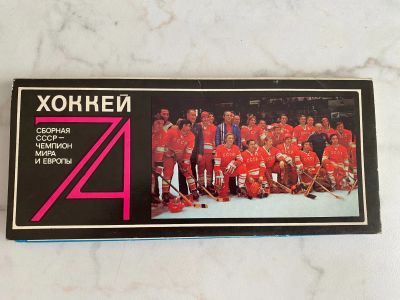 ХОККЕЙ
74
СБОРНАЯ
СССР –
ЧЕМПИОН
МИРА
И ЕВРОПЫ